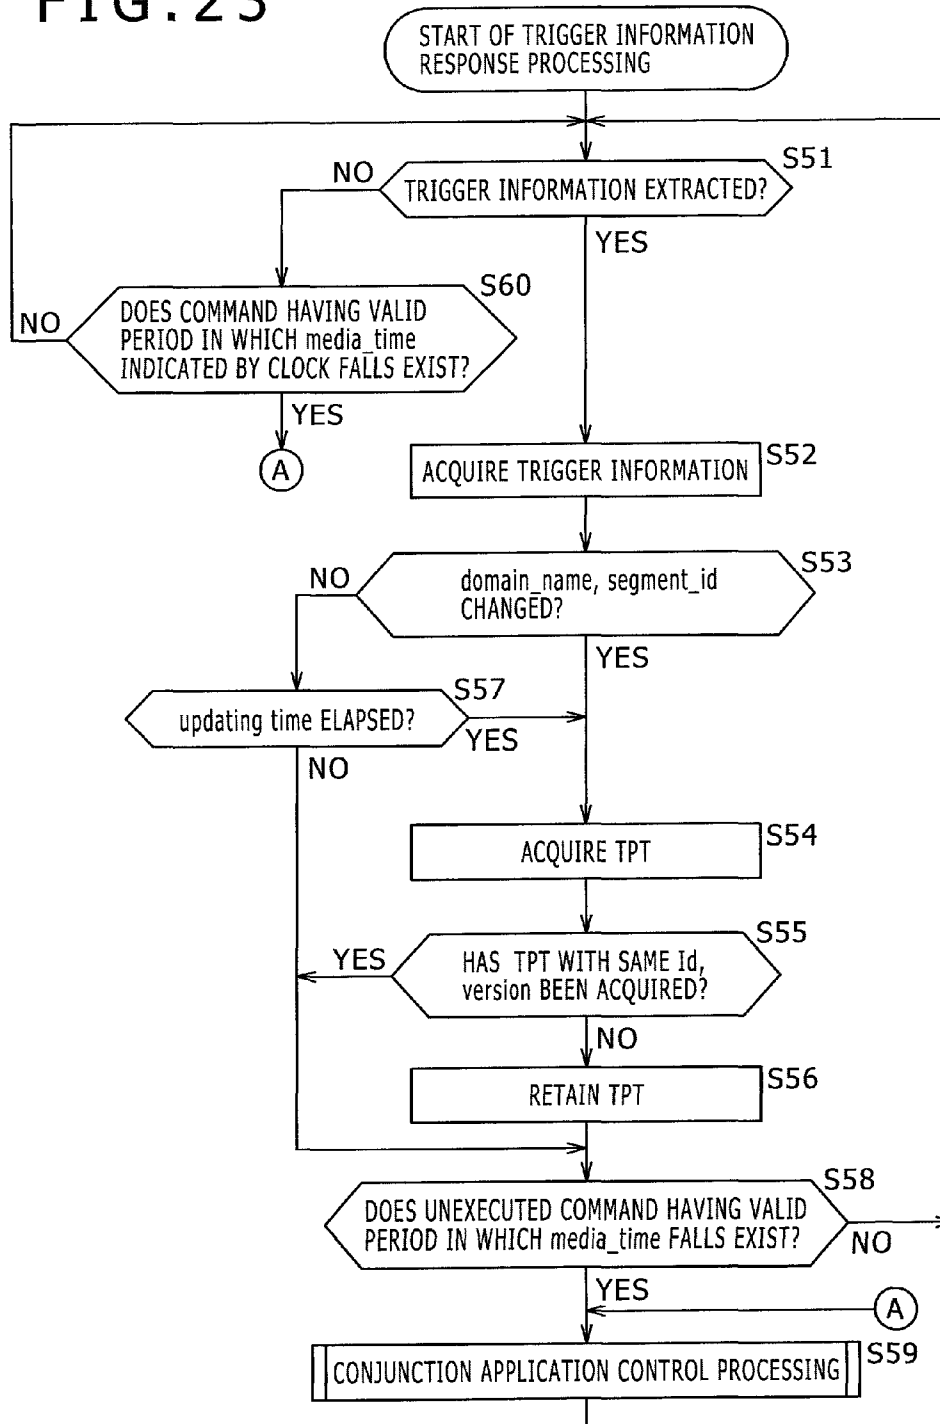 FIG.23
START OF TRIGGER INFORMATION
RESPONSE PROCESSING
S51
NO
TRIGGER INFORMATION EXTRACTED?
YES
S60
NO
DOES COMMAND HAVING VALID
PERIOD IN WHICH media_time
INDICATED BY CLOCK FALLS EXIST?
YES
A
S52
ACQUIRE TRIGGER INFORMATION
S53
NO
domain_name, segment_id
CHANGED?
YES
S57
updating time ELAPSED?
YES
NO
S54
ACQUIRE TPT
S55
YES
HAS TPT WITH SAME Id,
version BEEN ACQUIRED?
NO
S56
RETAIN TPT
S58
DOES UNEXECUTED COMMAND HAVING VALID
PERIOD IN WHICH media_time FALLS EXIST?
NO
YES
A
S59
CONJUNCTION APPLICATION CONTROL PROCESSING